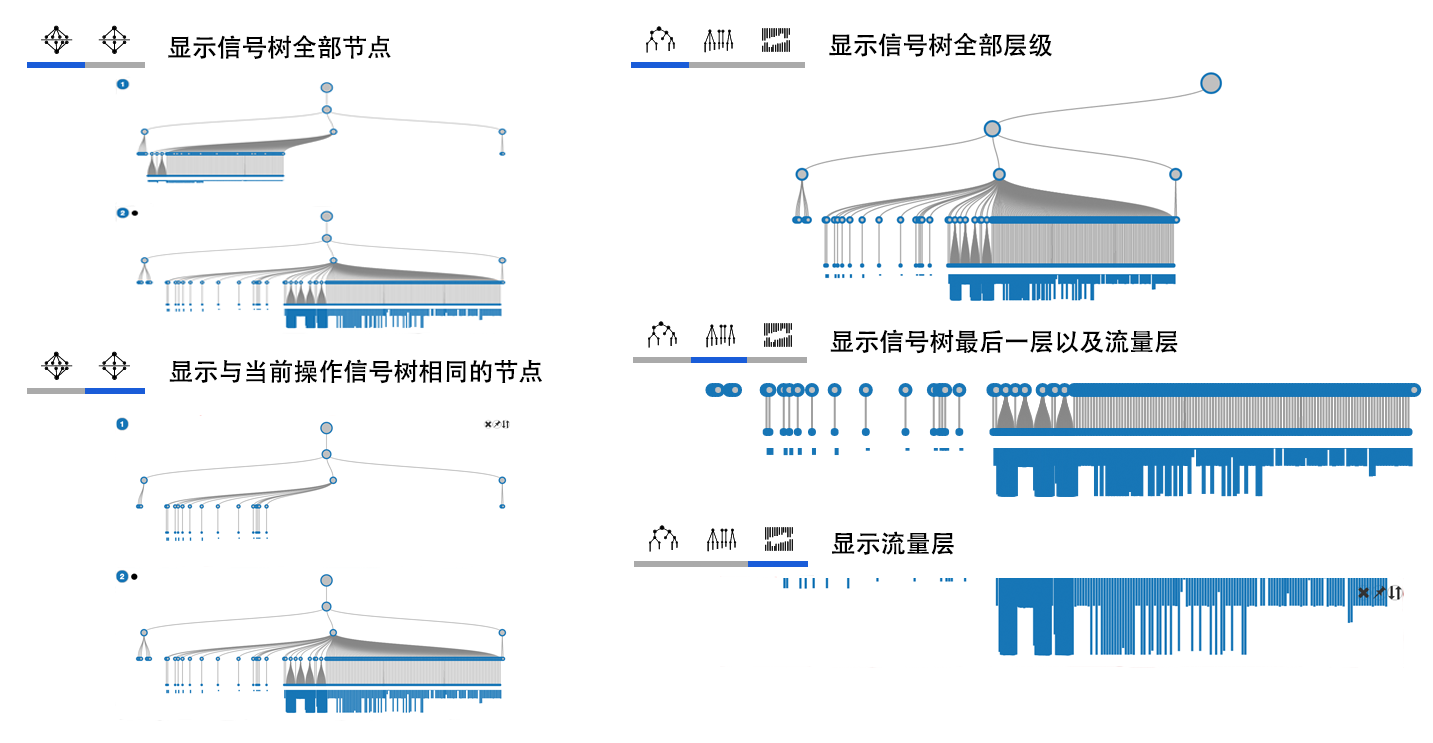 显示信号树全部节点
1
2
显示与当前操作信号树相同的节点
1
2
显示信号树全部层级
显示信号树最后一层以及流量层
显示流量层